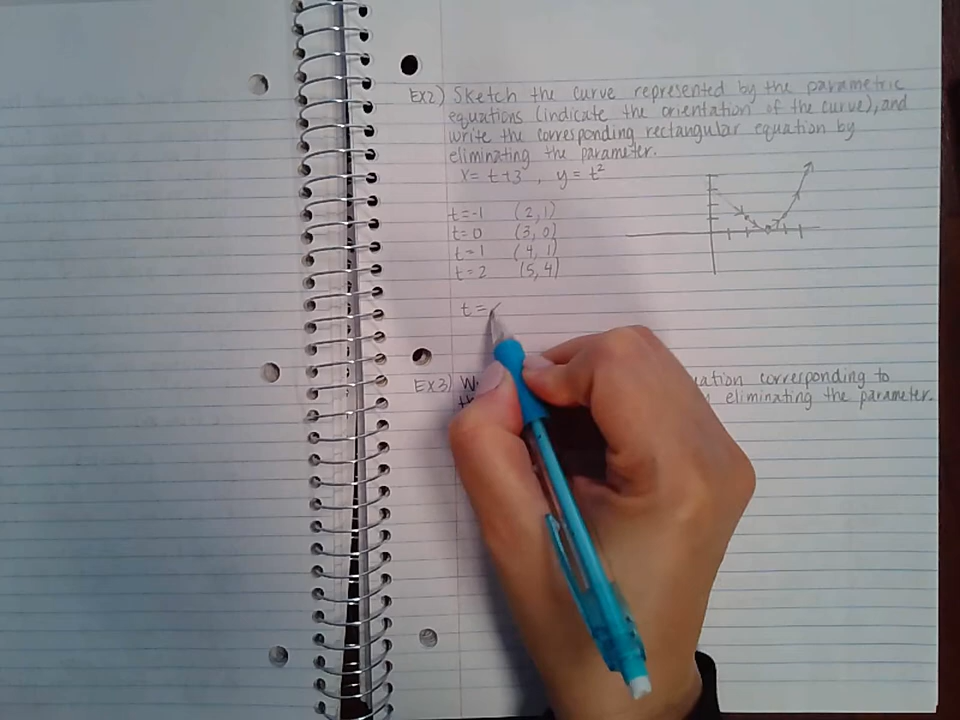 Ex2) Sketch the curve represented by the parametric
equations (indicate the orientation of the curve), and
write the corresponding rectangular equation by
eliminating the parameter.
x = t+3 , y = t²
t=-1 (2,1)
t=0 (3,0)
t=1 (4,1)
t=2 (5,4)
t =
Ex3) corresponding to
eliminating the parameter.